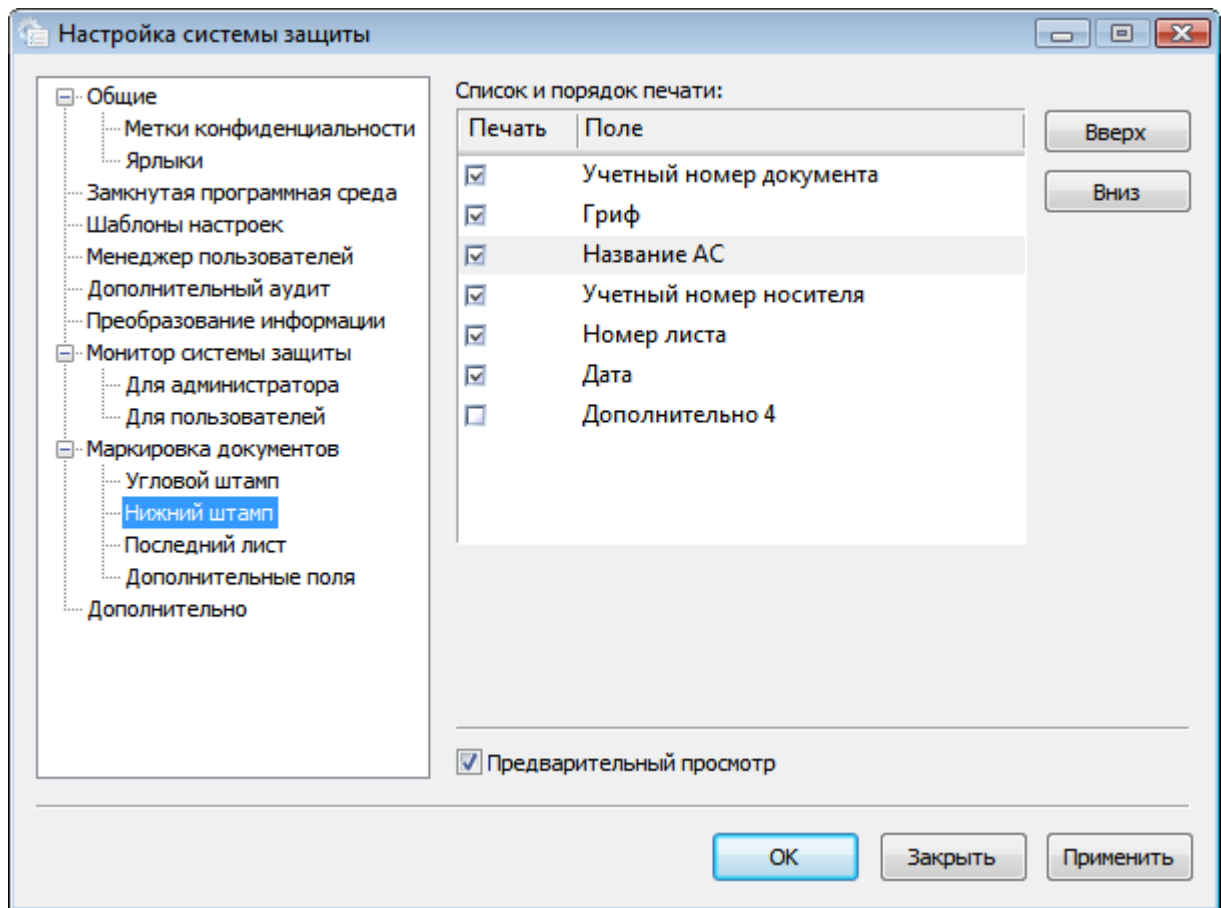 Настройка системы защиты
Общие
Метки конфиденциальности
Ярлыки
Замкнутая программная среда
Шаблоны настроек
Менеджер пользователей
Дополнительный аудит
Преобразование информации
Монитор системы защиты
Для администратора
Для пользователей
Маркировка документов
Угловой штамп
Нижний штамп
Последний лист
Дополнительные поля
Дополнительно
Список и порядок печати:
Печать Поле
Учетный номер документа
Гриф
Название АС
Учетный номер носителя
Номер листа
Дата
Дополнительно 4
Вверх
Вниз
Предварительный просмотр
ОК Закрыть Применить